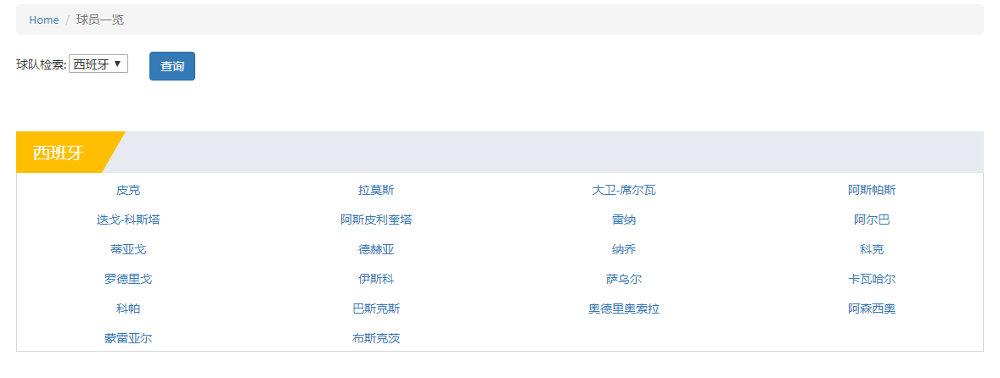 Home / 球员一览
球队检索: 西班牙 ▼ 查询
西班牙
皮克 拉莫斯 大卫-席尔瓦 阿斯帕斯
迭戈-科斯塔 阿斯皮利奎塔 雷纳 阿尔巴
蒂亚戈 德赫亚 纳乔 科克
罗德里戈 伊斯科 萨乌尔 卡瓦哈尔
科帕 巴斯克斯 奥德里奥索拉 阿森西奥
蒙雷亚尔 布斯克茨